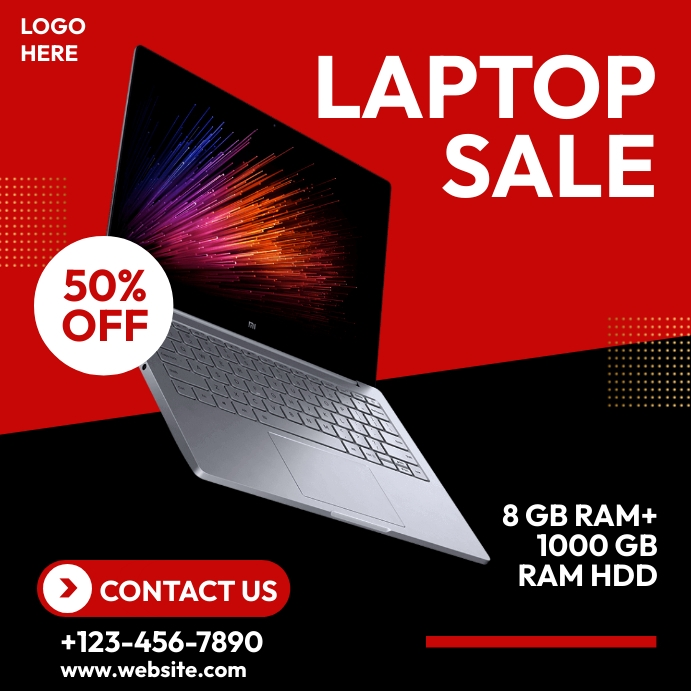 LOGO
HERE
LAPTOP
SALE
50%
OFF
mi
8 GB RAM+
1000 GB
RAM HDD
CONTACT US
+123-456-7890
www.website.com